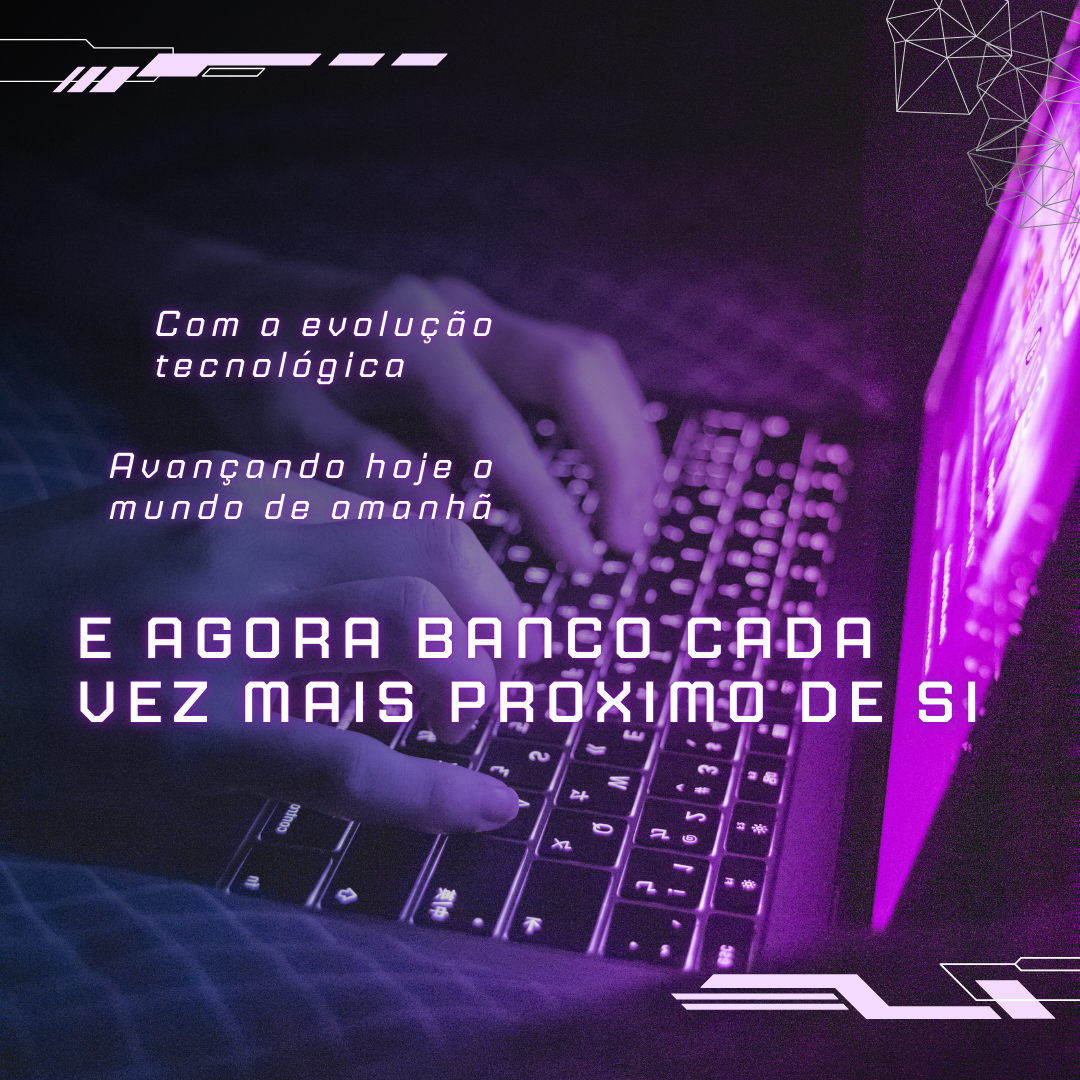 Com a evolução
tecnológica
Avançando hoje o
mundo de amanhã
E AGORA BANCO CADA
VEZ MAIS PROXIMO DE SI